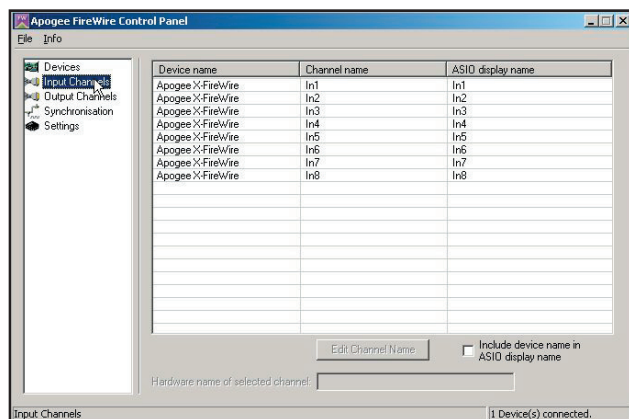 Apogee FireWire Control Panel
File Info
Devices
Input Channels
Output Channels
Synchronisation
Settings
Device name Channel name ASIO display name
Apogee X-FireWire In1 In1
Apogee X-FireWire In2 In2
Apogee X-FireWire In3 In3
Apogee X-FireWire In4 In4
Apogee X-FireWire In5 In5
Apogee X-FireWire In6 In6
Apogee X-FireWire In7 In7
Apogee X-FireWire In8 In8
Edit Channel Name
Include device name in
ASIO display name
Hardware name of selected channel:
Input Channels 1 Device(s) connected.